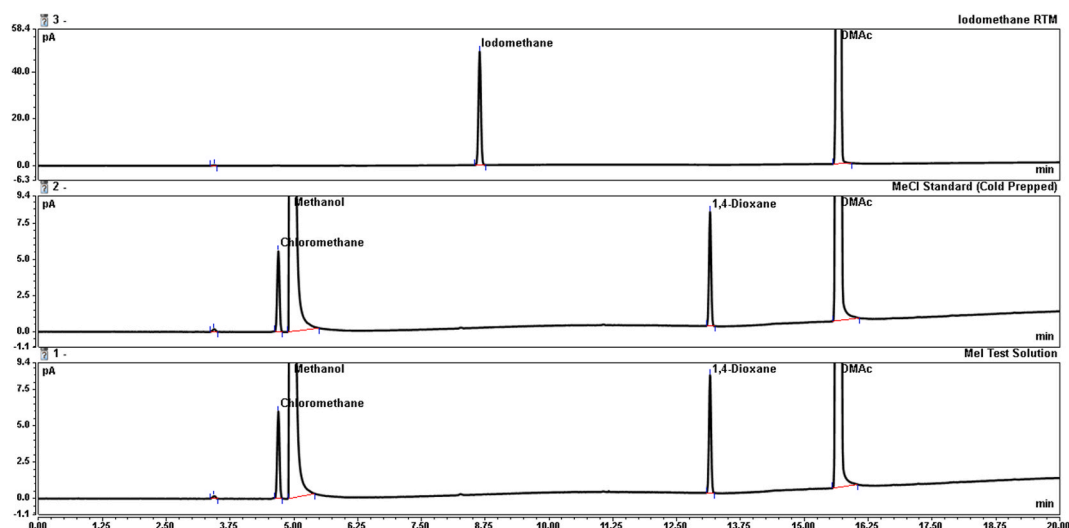 3 -
Iodomethane RTM
58.4
pA
Iodomethane
DMAc
40.0
20.0
0.0
-6.3
min
2 -
MeCl Standard (Cold Prepped)
9.4
pA
Methanol
1,4-Dioxane
DMAc
7.5
Chloromethane
5.0
2.5
0.0
-1.1
min
1 -
MeI Test Solution
9.4
pA
Methanol
1,4-Dioxane
DMAc
7.5
Chloromethane
5.0
2.5
0.0
-1.1
min
0.00 1.25 2.50 3.75 5.00 6.25 7.50 8.75 10.00 11.25 12.50 13.75 15.00 16.25 17.50 18.75 20.00